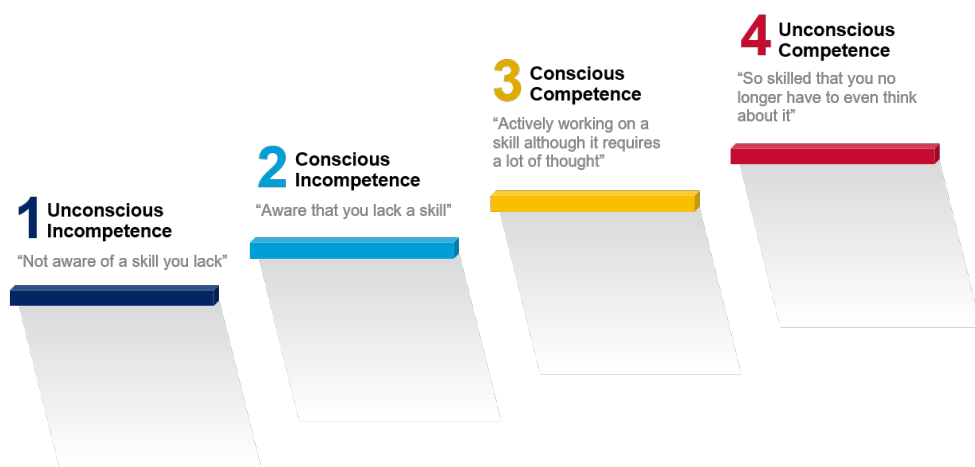 1 Unconscious
Incompetence
“Not aware of a skill you lack”
2 Conscious
Incompetence
“Aware that you lack a skill”
3 Conscious
Competence
“Actively working on a
skill although it requires
a lot of thought”
4 Unconscious
Competence
“So skilled that you no
longer have to even think
about it”